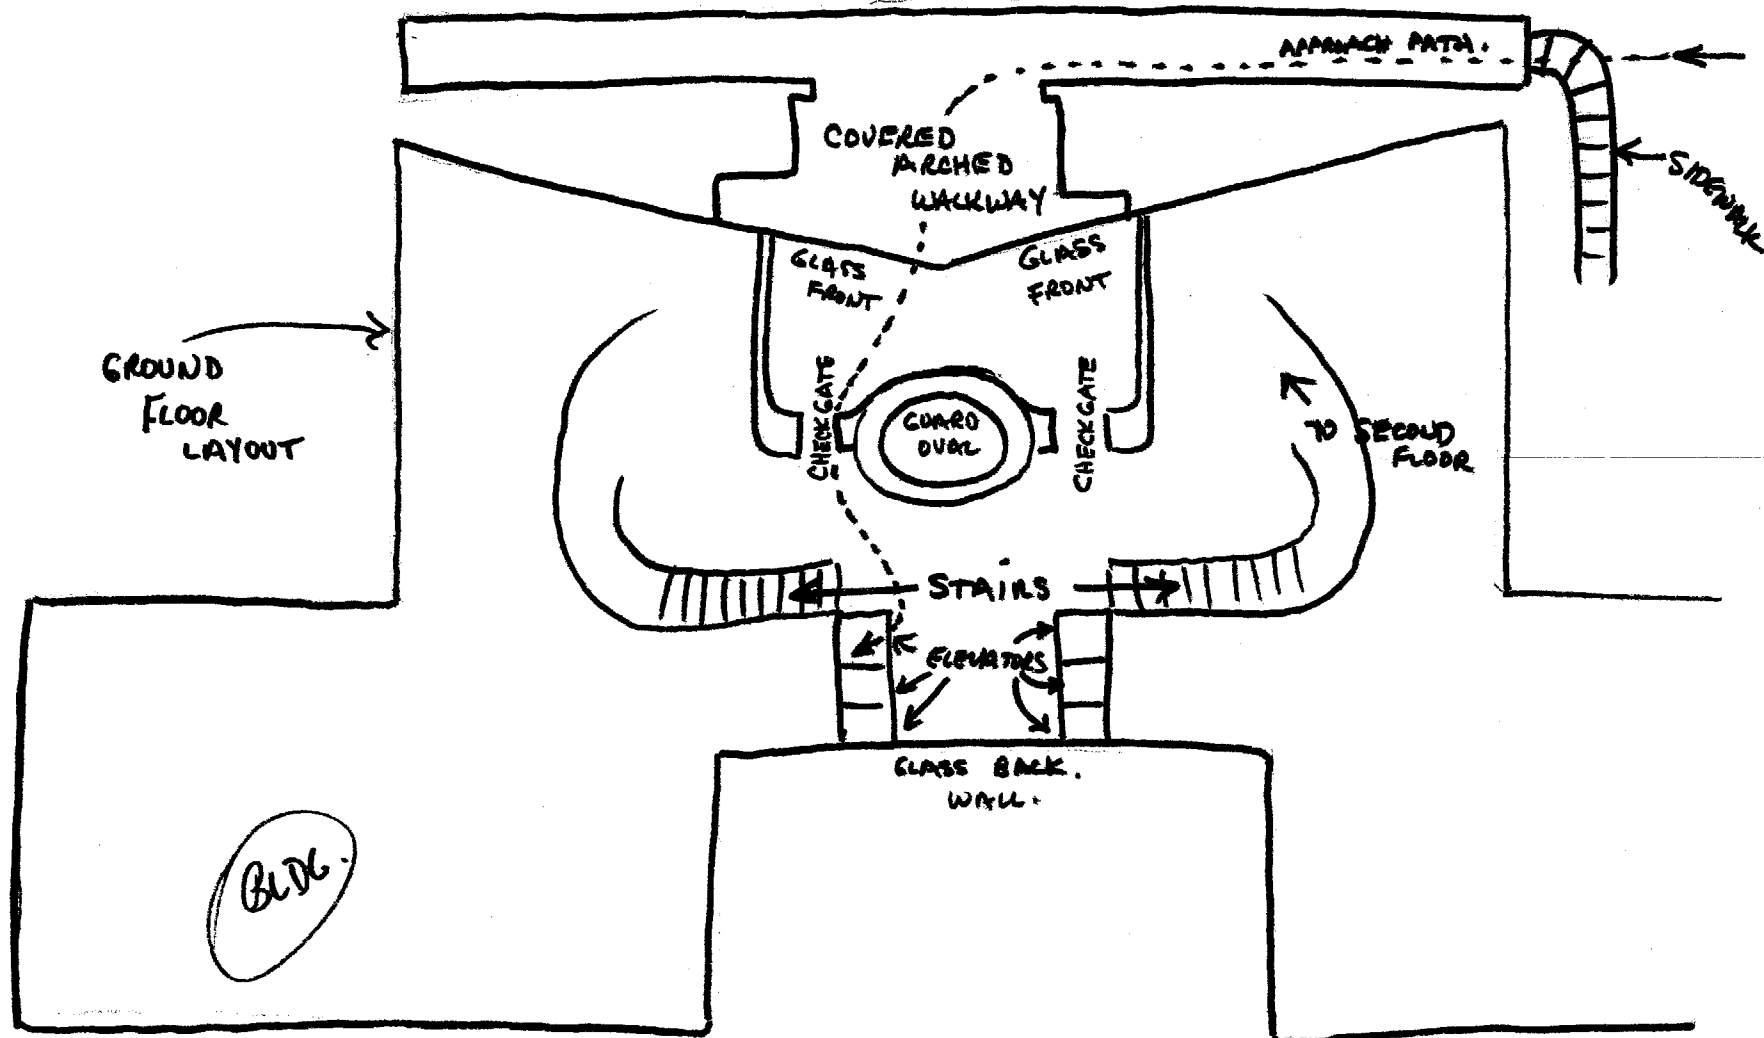 APPROACH PATH.
COVERED
ARCHED
WALKWAY
SIDEWALK
GLASS
FRONT
GLASS
FRONT
GROUND
FLOOR
LAYOUT
CHECKGATE
GUARD
OVAL
CHECKGATE
TO SECOND
FLOOR
STAIRS
ELEVATORS
GLASS BACK.
WALL.
BLDG.